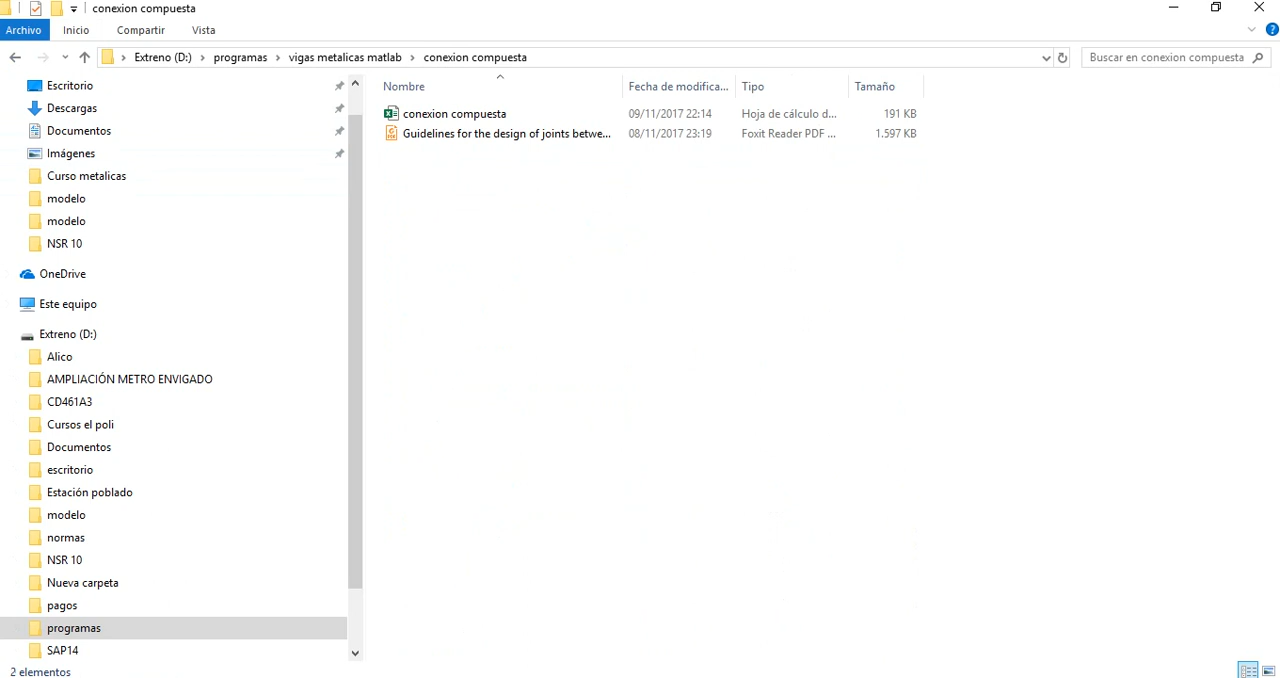 conexion compuesta
Archivo Inicio Compartir Vista
Extreno (D:) programas vigas metalicas matlab conexion compuesta Buscar en conexion compuesta
Escritorio
Descargas
Documentos
Imágenes
Curso metalicas
modelo
modelo
NSR 10
OneDrive
Este equipo
Extreno (D:)
Alico
AMPLIACIÓN METRO ENVIGADO
CD461A3
Cursos el poli
Documentos
escritorio
Estación poblado
modelo
normas
NSR 10
Nueva carpeta
pagos
programas
SAP14
Nombre Fecha de modifica... Tipo Tamaño
conexion compuesta 09/11/2017 22:14 Hoja de cálculo d... 191 KB
Guidelines for the design of joints betwe... 08/11/2017 23:19 Foxit Reader PDF ... 1.597 KB
2 elementos